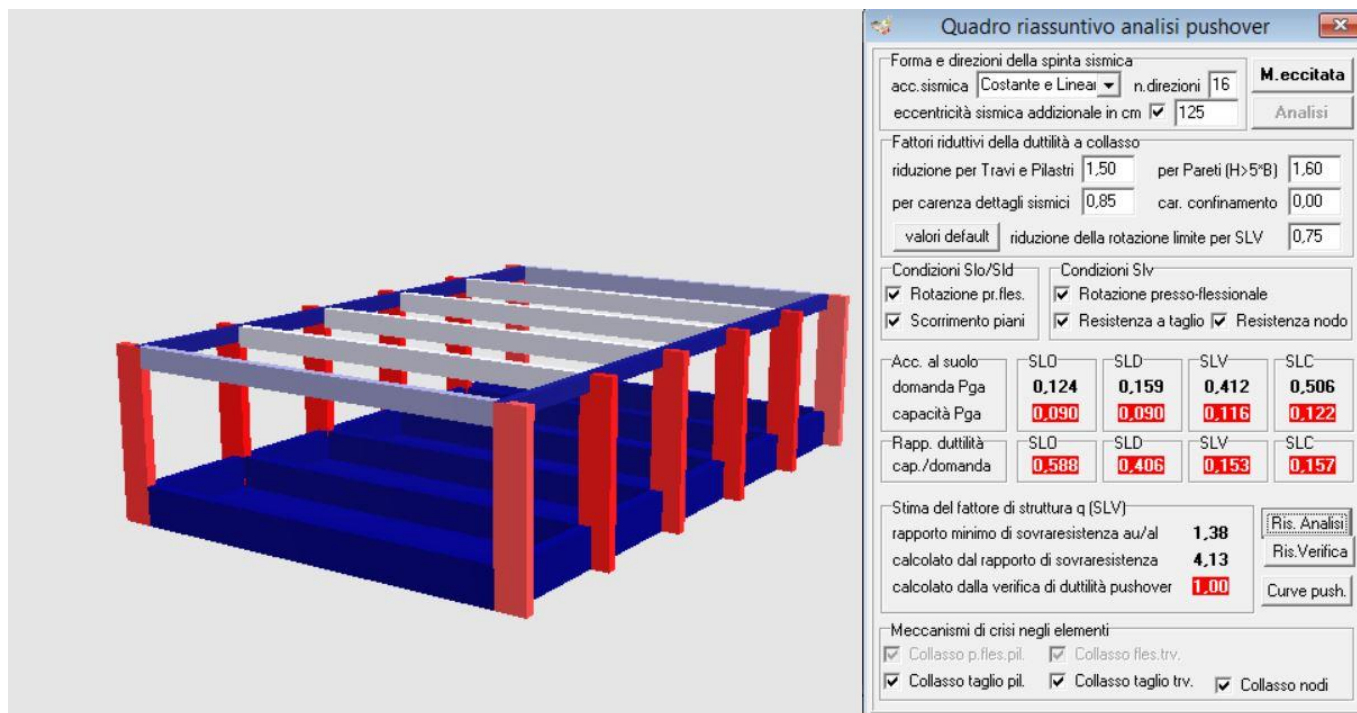 Quadro riassuntivo analisi pushover
Forma e direzioni della spinta sismica
acc.sismica Costante e Linear n.direzioni 16 M.eccitata
eccentricità sismica addizionale in cm 125 Analisi
Fattori riduttivi della duttilità a collasso
riduzione per Travi e Pilastri 1,50 per Pareti (H>5*B) 1,60
per carenza dettagli sismici 0,85 car. confinamento 0,00
valori default riduzione della rotazione limite per SLV 0,75
Condizioni Slo/Sld Condizioni Slv
Rotazione pr.fles. Rotazione presso-flessionale
Scorrimento piani Resistenza a taglio Resistenza nodo
Acc. al suolo SLO SLD SLV SLC
domanda Pga 0,124 0,159 0,412 0,506
capacità Pga 0,090 0,090 0,116 0,122
Rapp. duttilità SLO SLD SLV SLC
cap./domanda 0,588 0,406 0,153 0,157
Stima del fattore di struttura q (SLV)
rapporto minimo di sovraresistenza au/al 1,38 Ris. Analisi
calcolato dal rapporto di sovraresistenza 4,13 Ris.Verifica
calcolato dalla verifica di duttilità pushover 1,00 Curve push.
Meccanismi di crisi negli elementi
Collasso p.fles.pil. Collasso fles.trv.
Collasso taglio pil. Collasso taglio trv. Collasso nodi